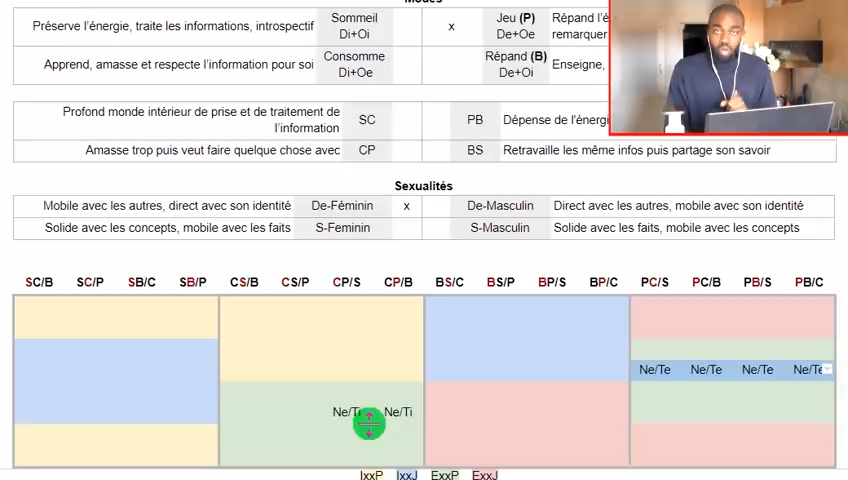 Modes
Préserve l'énergie, traite les informations, introspectif Sommeil Di+Oi x Jeu (P) De+Oe Répand l'é
remarquer
Apprend, amasse et respecte l'information pour soi Consomme Di+Oe Répand (B) De+Oi Enseigne,
Profond monde intérieur de prise et de traitement de l'information SC PB Dépense de l'énergi
Amasse trop puis veut faire quelque chose avec CP BS Retravaille les même infos puis partage son savoir
Sexualités
Mobile avec les autres, direct avec son identité De-Féminin x De-Masculin Direct avec les autres, mobile avec son identité
Solide avec les concepts, mobile avec les faits S-Feminin S-Masculin Solide avec les faits, mobile avec les concepts
SC/B SC/P SB/C SB/P CS/B CS/P CP/S CP/B BS/C BS/P BP/S BP/C PC/S PC/B PB/S PB/C
Ne/Te Ne/Te Ne/Te Ne/Te
Ne/Ti Ne/Ti
IxxP IxxJ ExxP ExxJ